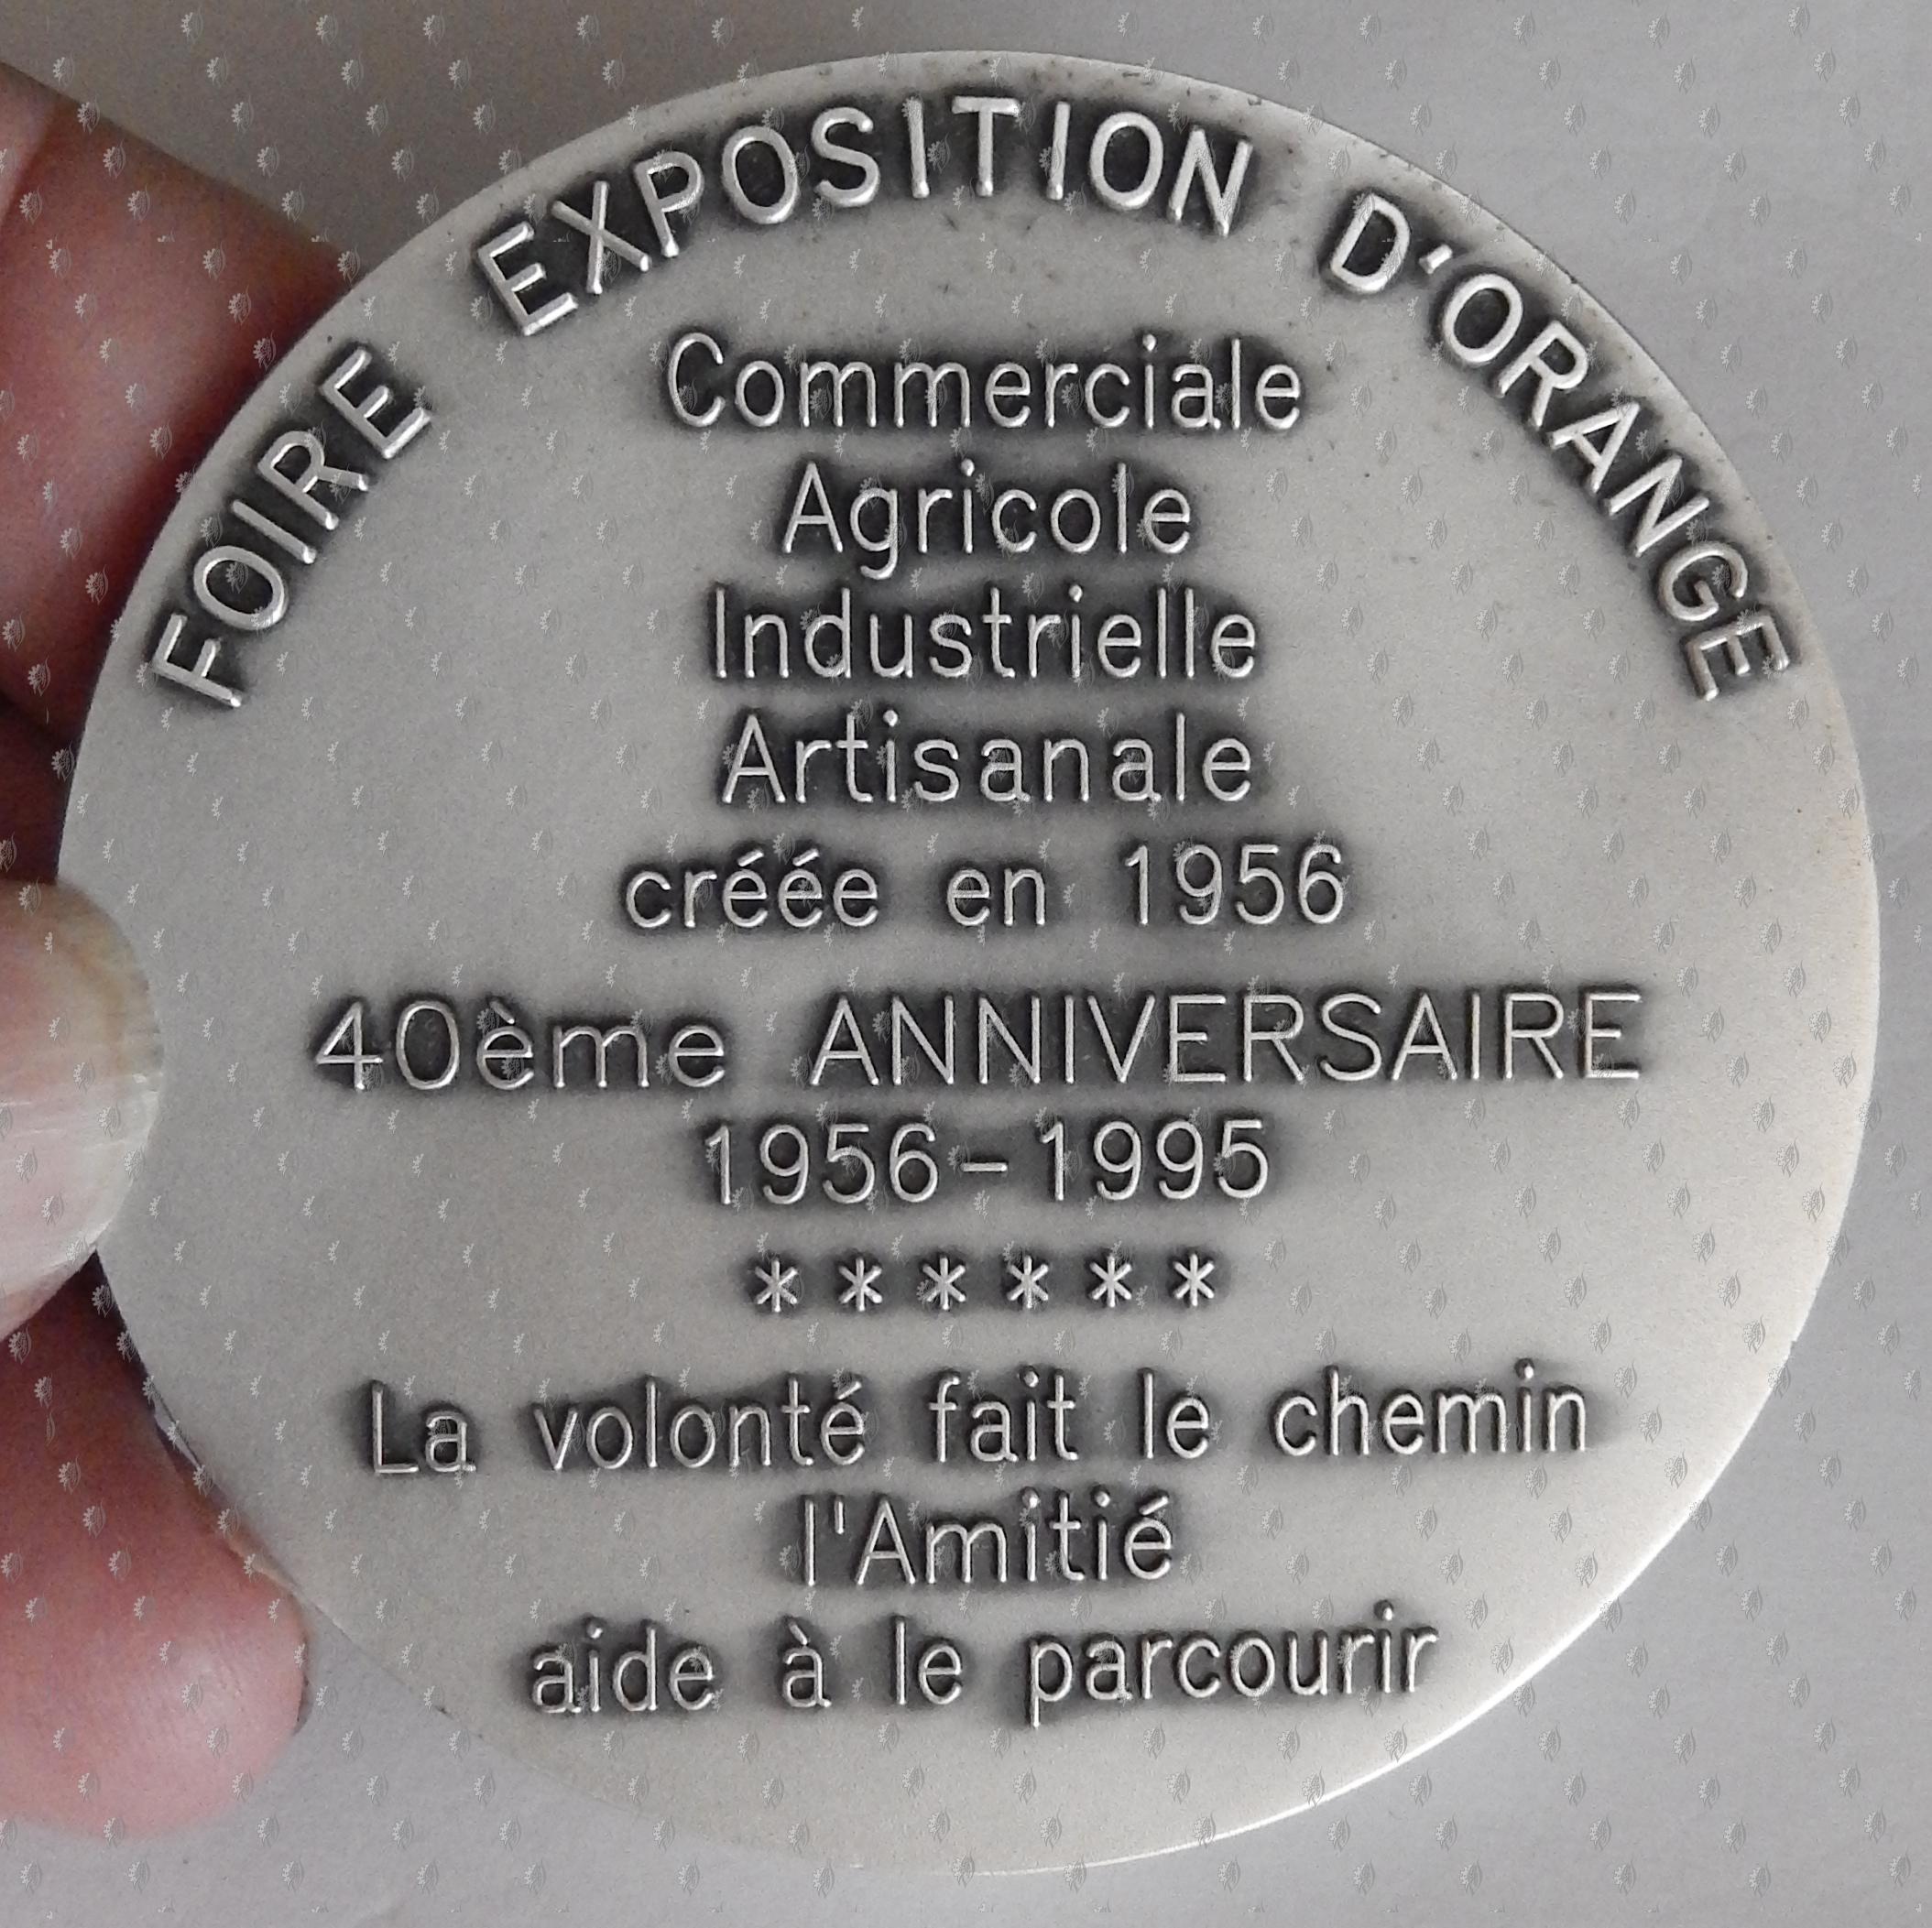 FOIRE EXPOSITION D'ORANGE
Commerciale
Agricole
Industrielle
Artisanale
créée en 1956
40ème ANNIVERSAIRE
1956-1995
******
La volonté fait le chemin
l'Amitié
aide à le parcourir